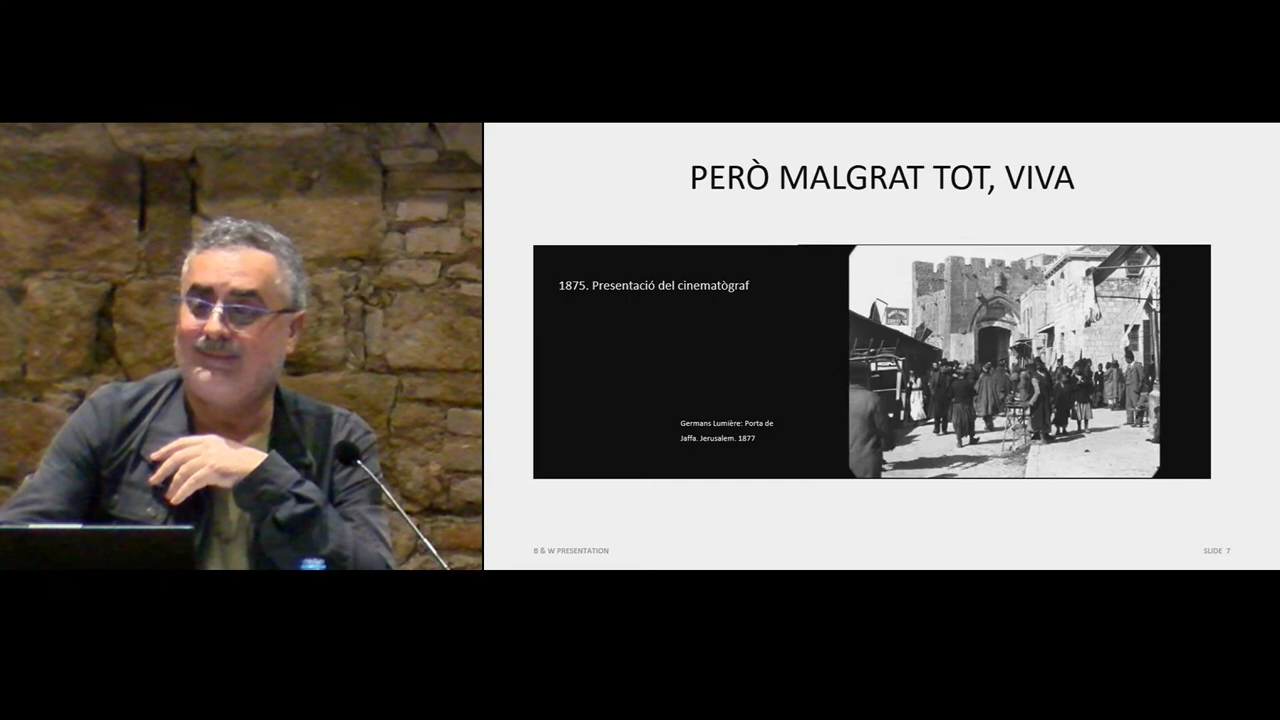 PERÒ MALGRAT TOT, VIVA
1875. Presentació del cinematògraf
Germans Lumière: Porta de
Jaffa. Jerusalem. 1877
B & W PRESENTATION
SLIDE 7